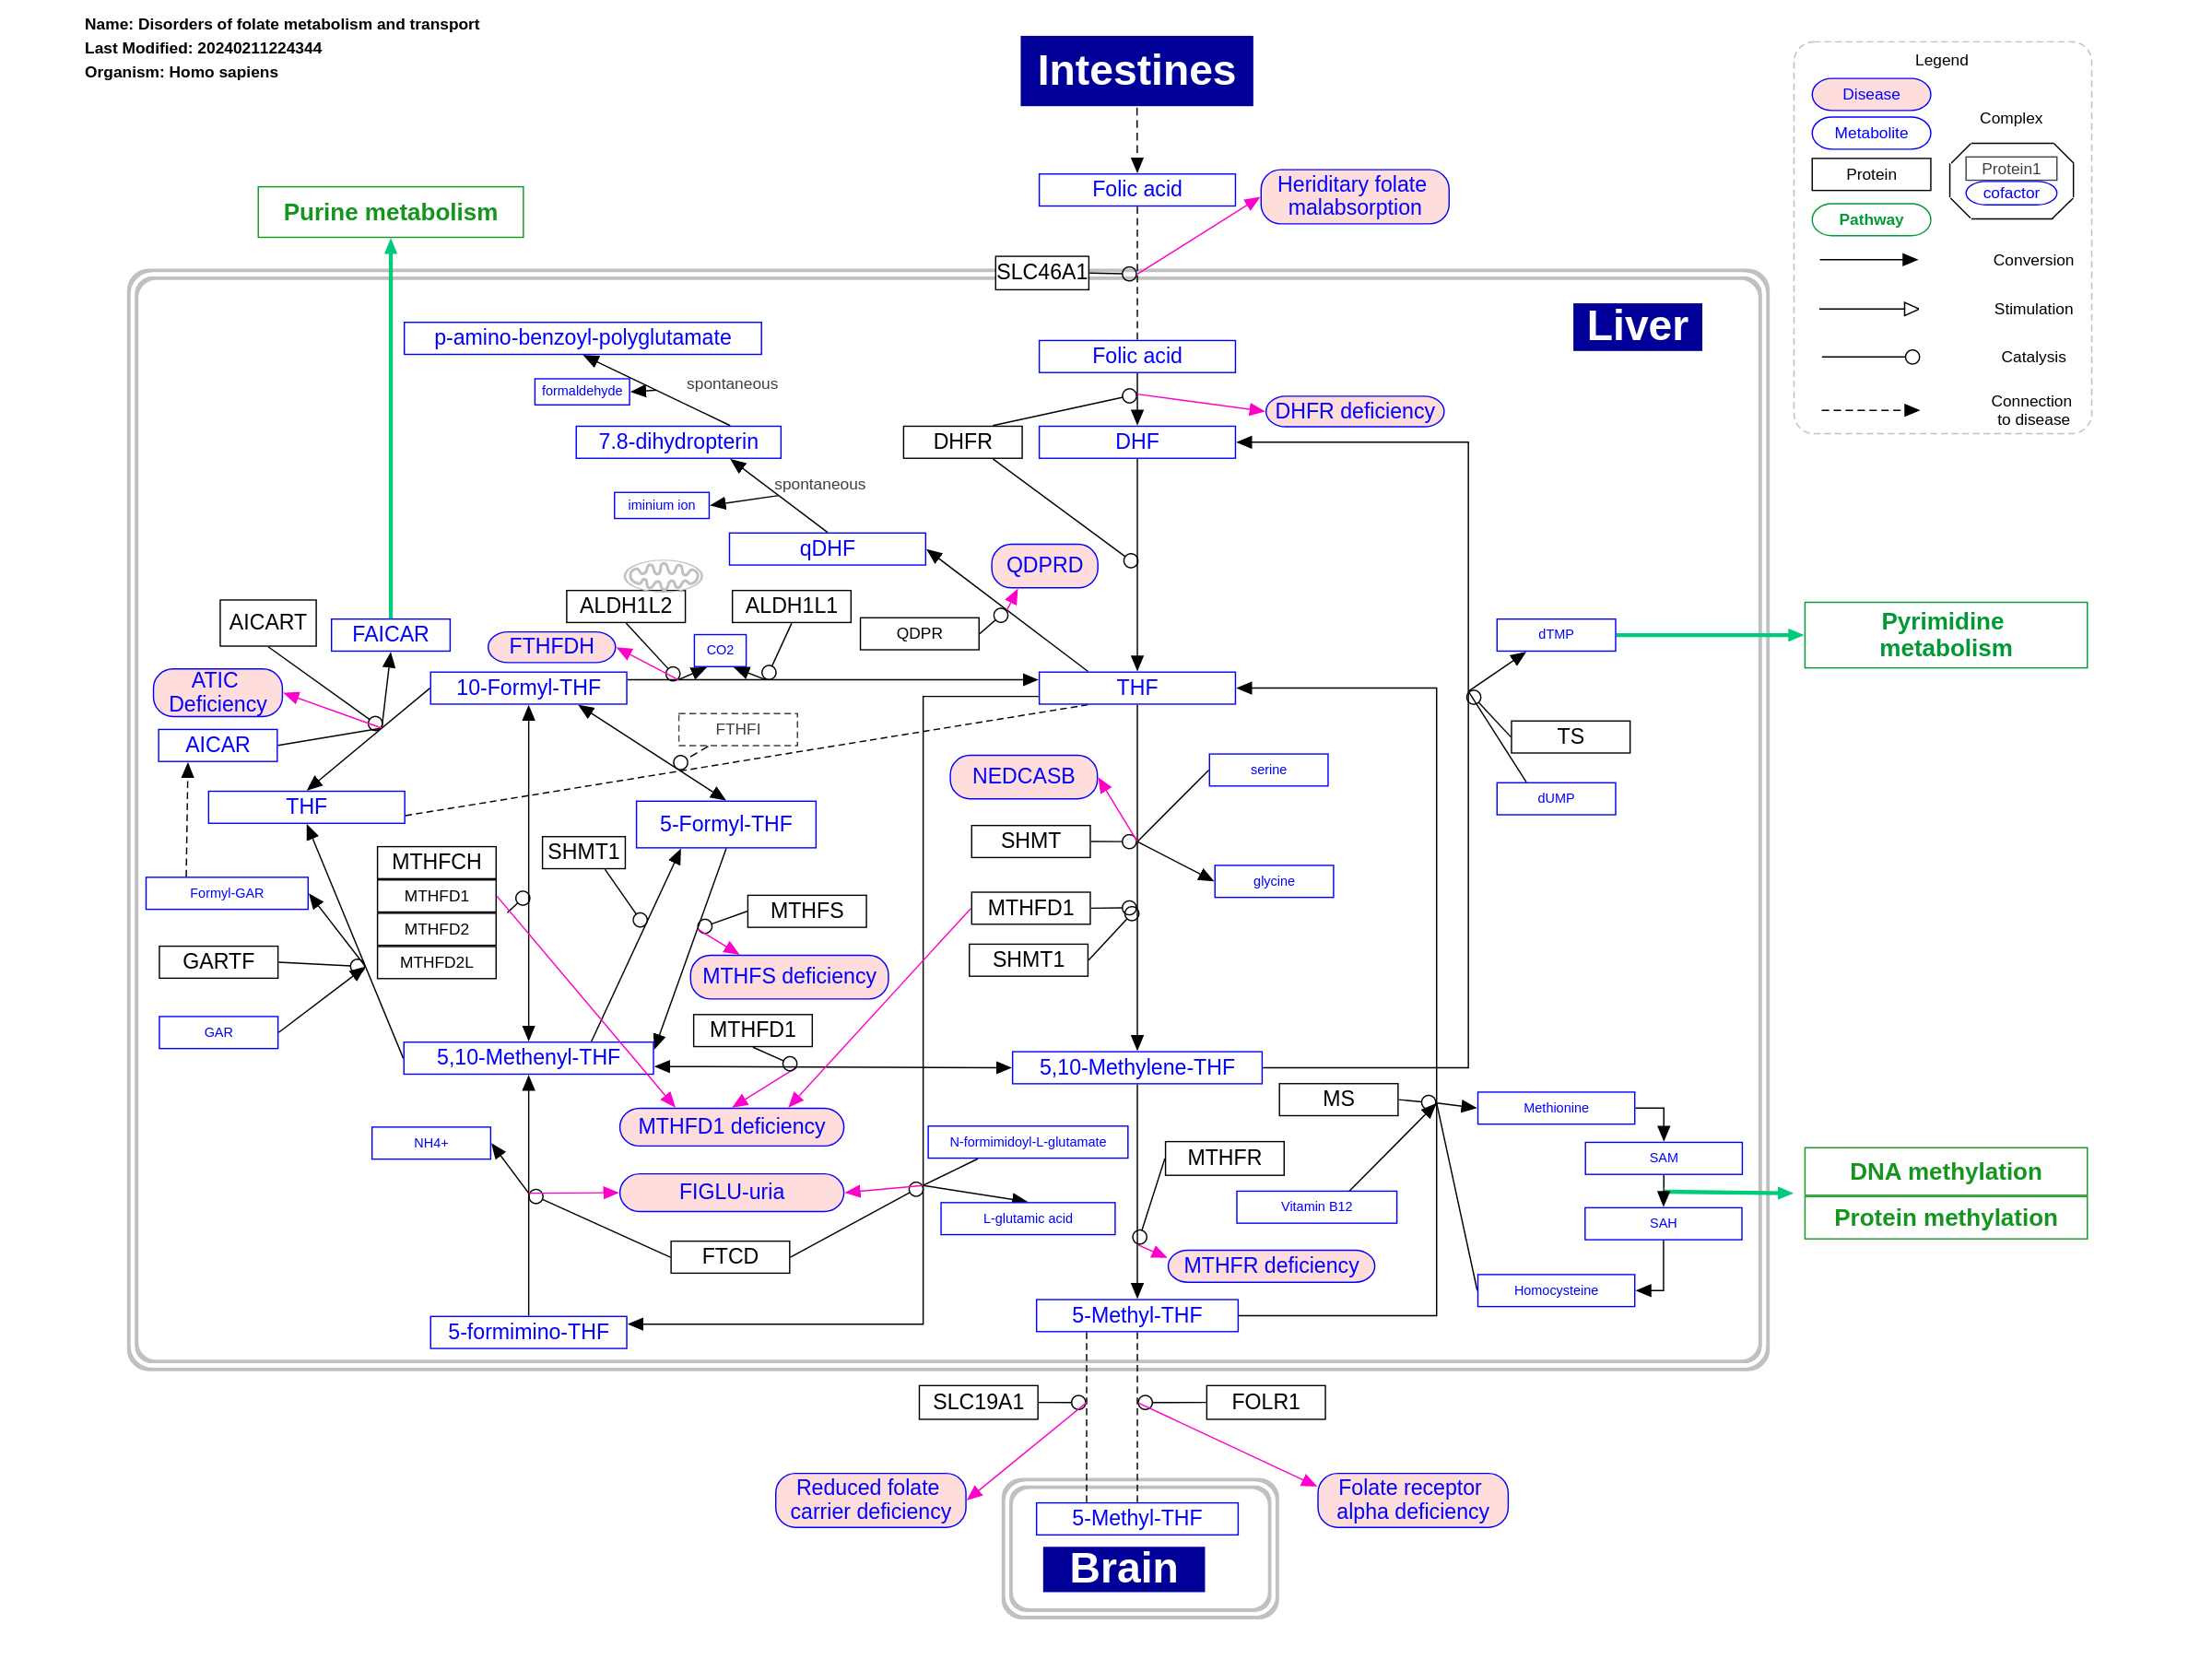 Name: Disorders of folate metabolism and transport
Last Modified: 20240211224344
Organism: Homo sapiens
Intestines
Legend
Disease
Metabolite
Protein
Pathway
Complex
Protein1
cofactor
Conversion
Stimulation
Catalysis
Connection
to disease
Folic acid
Heriditary folate
malabsorption
Purine metabolism
SLC46A1
Liver
p-amino-benzoyl-polyglutamate
Folic acid
formaldehyde
spontaneous
DHFR deficiency
7.8-dihydropterin
DHFR
DHF
spontaneous
iminium ion
qDHF
QDPRD
ALDH1L2
ALDH1L1
AICART
FAICAR
QDPR
FTHFDH
CO2
dTMP
Pyrimidine
metabolism
ATIC
Deficiency
10-Formyl-THF
THF
FTHFI
TS
AICAR
NEDCASB
serine
dUMP
THF
5-Formyl-THF
SHMT1
SHMT
MTHFCH
MTHFD1
MTHFD2
MTHFD2L
Formyl-GAR
glycine
MTHFS
MTHFD1
GARTF
SHMT1
MTHFS deficiency
GAR
MTHFD1
5,10-Methenyl-THF
5,10-Methylene-THF
MS
Methionine
MTHFD1 deficiency
NH4+
N-formimidoyl-L-glutamate
MTHFR
SAM
DNA methylation
Protein methylation
FIGLU-uria
L-glutamic acid
Vitamin B12
SAH
FTCD
MTHFR deficiency
Homocysteine
5-formimino-THF
5-Methyl-THF
SLC19A1
FOLR1
Reduced folate
carrier deficiency
Folate receptor
alpha deficiency
5-Methyl-THF
Brain